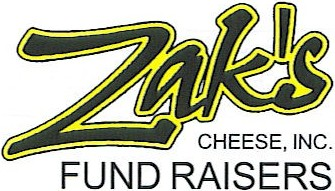 Zak's
CHEESE, INC.
FUND RAISERS